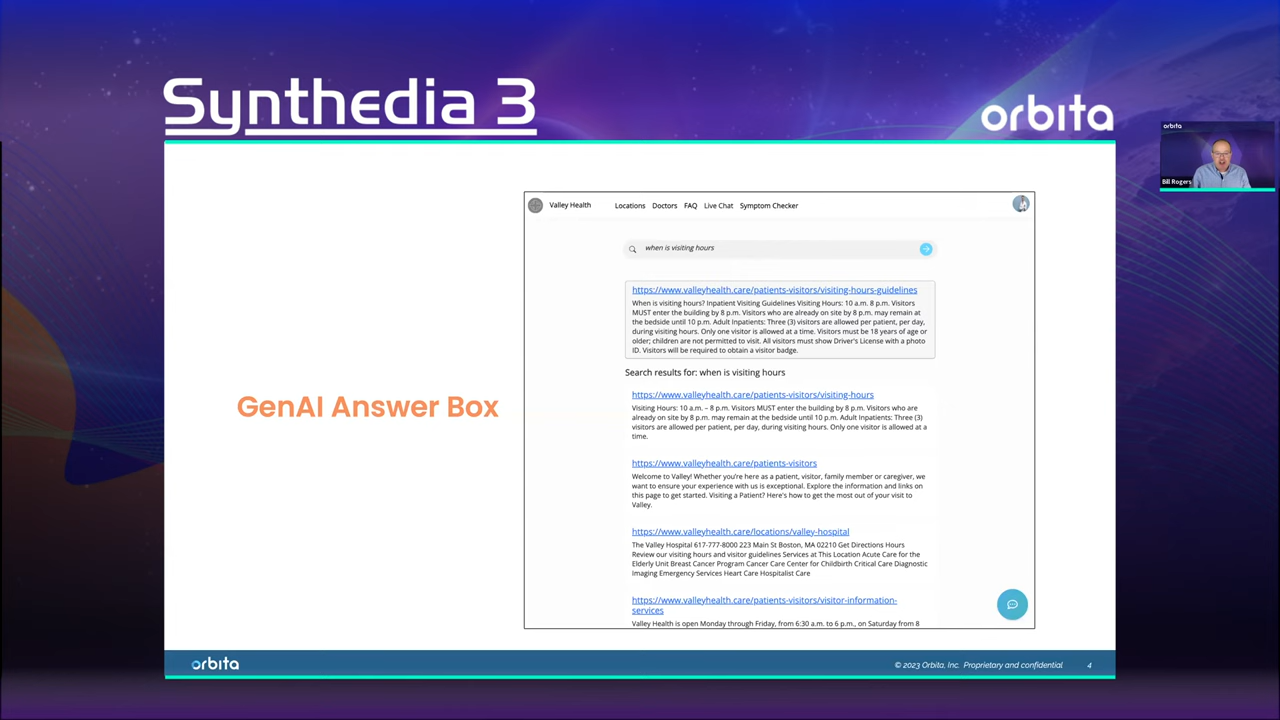 Synthedia 3
orbita
orbita
Bill Rogers
Valley Health
Locations Doctors FAQ Live Chat Symptom Checker
when is visiting hours
https://www.valleyhealth.care/patients-visitors/visiting-hours-guidelines
When is visiting hours? Inpatient Visiting Guidelines Visiting Hours: 10 a.m. 8 p.m. Visitors
MUST enter the building by 8 p.m. Visitors who are already on site by 8 p.m. may remain at
the bedside until 10 p.m. Adult Inpatients: Three (3) visitors are allowed per patient, per day,
during visiting hours. Only one visitor is allowed at a time. Visitors must be 18 years of age or
older; children are not permitted to visit. All visitors must show Driver's License with a photo
ID. Visitors will be required to obtain a visitor badge.
Search results for: when is visiting hours
https://www.valleyhealth.care/patients-visitors/visiting-hours
Visiting Hours: 10 a.m. – 8 p.m. Visitors MUST enter the building by 8 p.m. Visitors who are
already on site by 8 p.m. may remain at the bedside until 10 p.m. Adult Inpatients: Three (3)
visitors are allowed per patient, per day, during visiting hours. Only one visitor is allowed at a
time.
GenAI Answer Box
https://www.valleyhealth.care/patients-visitors
Welcome to Valley! Whether you're here as a patient, visitor, family member or caregiver, we
want to ensure your experience with us is exceptional. Explore the information and links on
this page to get started. Visiting a Patient? Here's how to get the most out of your visit to
Valley.
https://www.valleyhealth.care/locations/valley-hospital
The Valley Hospital 617-777-8000 223 Main St Boston, MA 02210 Get Directions Hours
Review our visiting hours and visitor guidelines Services at This Location Acute Care for the
Elderly Unit Breast Cancer Program Cancer Care Center for Childbirth Critical Care Diagnostic
Imaging Emergency Services Heart Care Hospitalist Care
https://www.valleyhealth.care/patients-visitors/visitor-information-
services
Valley Health is open Monday through Friday, from 6:30 a.m. to 6 p.m., on Saturday from 8
orbita
© 2023 Orbita, Inc. Proprietary and confidential 4